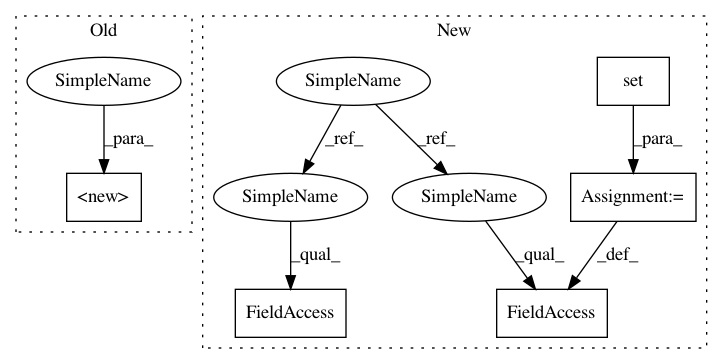 Old
New
SimpleName
SimpleName
set
_para_
_ref_
_ref_
_para_
<new>
SimpleName
SimpleName
Assignment:=
_qual_
_qual_
_def_
FieldAccess
FieldAccess